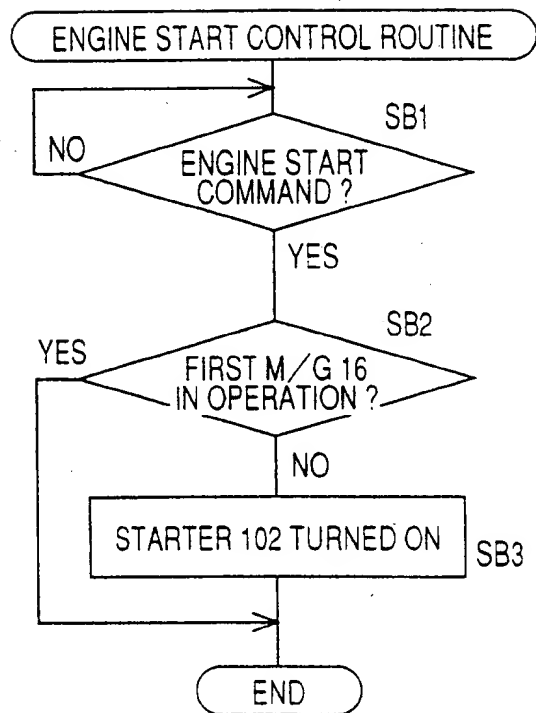 ENGINE START CONTROL ROUTINE
SB1
NO
ENGINE START
COMMAND ?
YES
SB2
YES
FIRST M/G 16
IN OPERATION ?
NO
STARTER 102 TURNED ON
SB3
END